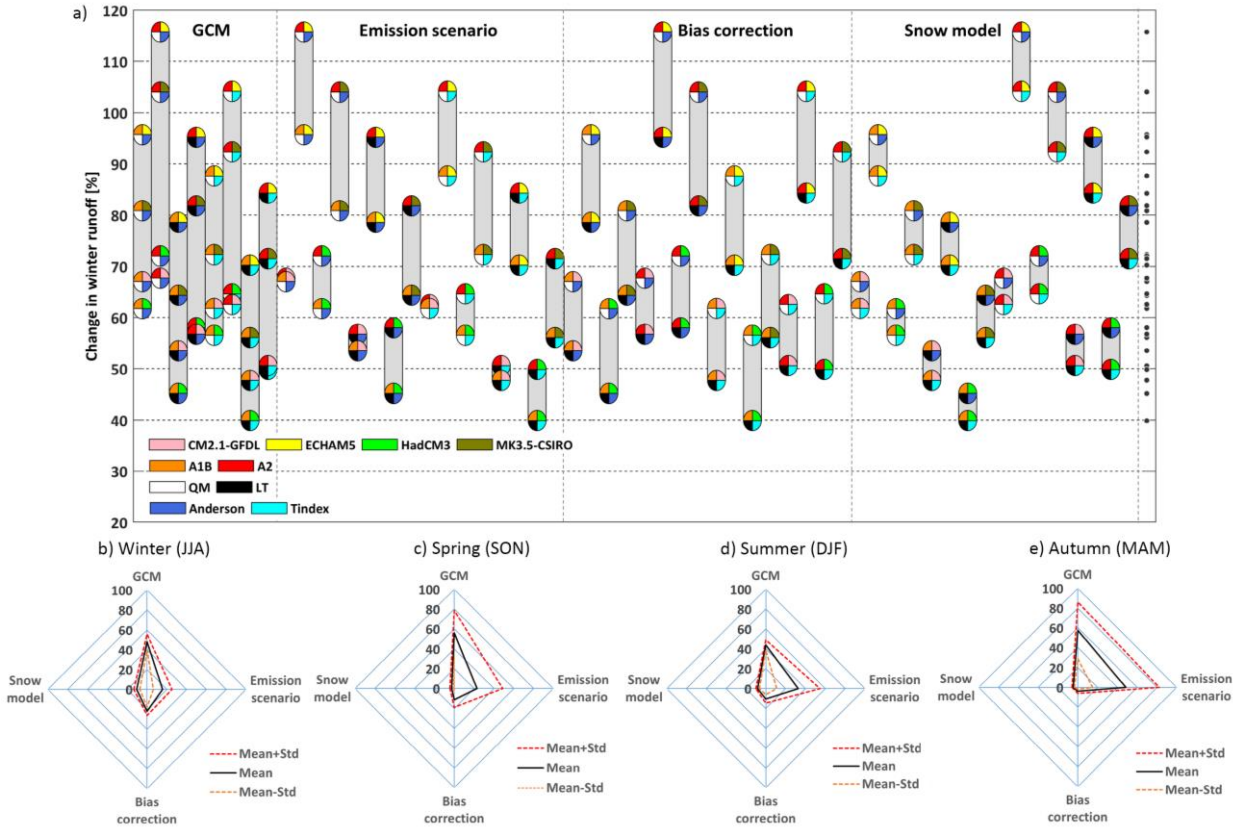 a)
GCM Emission scenario Bias correction Snow model
Change in winter runoff [%]
120
110
100
90
80
70
60
50
40
30
20
CM2.1-GFDL ECHAM5 HadCM3 MK3.5-CSIRO
A1B A2
QM LT
Anderson Tindex
b) Winter (JJA)
GCM
100
80
60
40
20
0
Snow model
Emission scenario
Bias correction
Mean+Std
Mean
Mean-Std
c) Spring (SON)
GCM
100
80
60
40
20
0
Snow model
Emission scenario
Bias correction
Mean+Std
Mean
Mean-Std
d) Summer (DJF)
GCM
100
80
60
40
20
0
Snow model
Emission scenario
Bias correction
Mean+Std
Mean
Mean-Std
e) Autumn (MAM)
GCM
100
80
60
40
20
0
Snow model
Emission scenario
Bias correction
Mean+Std
Mean
Mean-Std